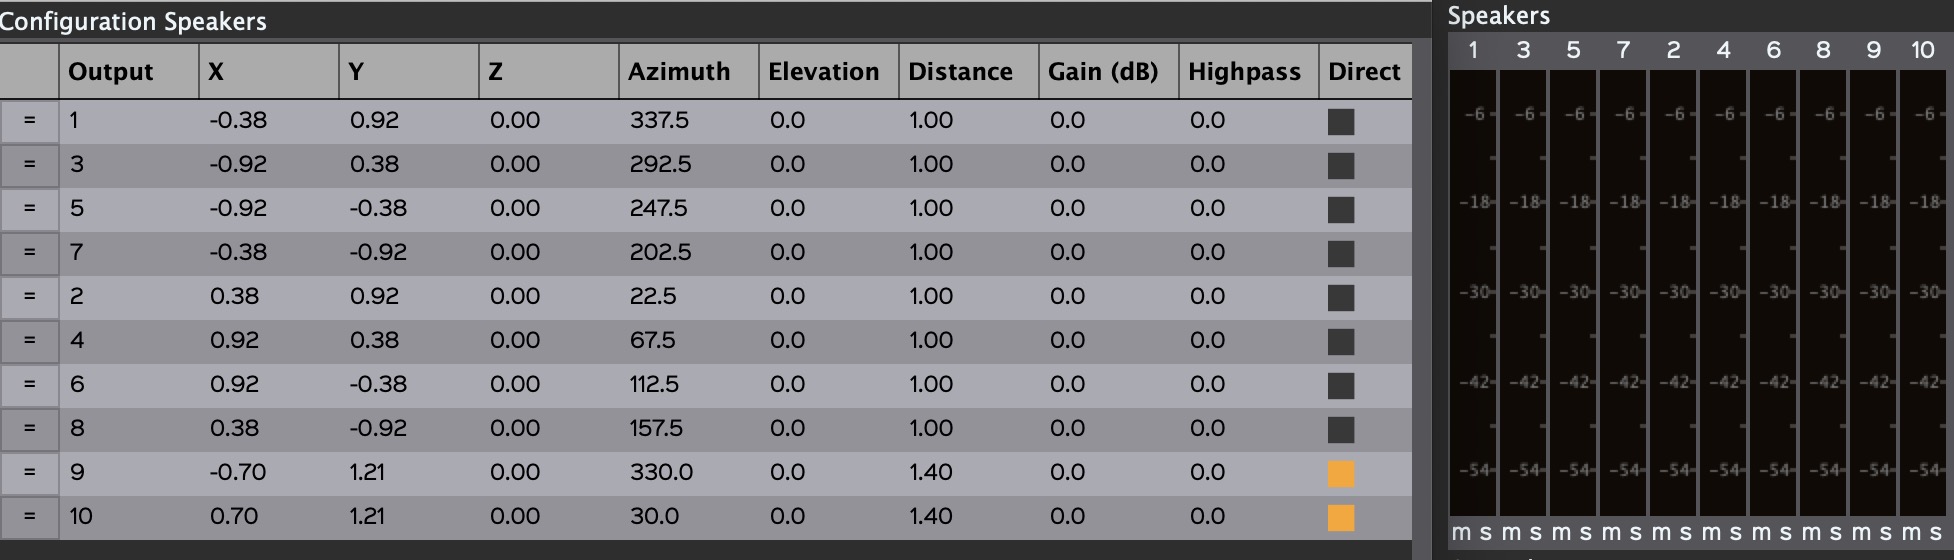 Configuration Speakers
Output X Y Z Azimuth Elevation Distance Gain (dB) Highpass Direct
= 1 -0.38 0.92 0.00 337.5 0.0 1.00 0.0 0.0
= 3 -0.92 0.38 0.00 292.5 0.0 1.00 0.0 0.0
= 5 -0.92 -0.38 0.00 247.5 0.0 1.00 0.0 0.0
= 7 -0.38 -0.92 0.00 202.5 0.0 1.00 0.0 0.0
= 2 0.38 0.92 0.00 22.5 0.0 1.00 0.0 0.0
= 4 0.92 0.38 0.00 67.5 0.0 1.00 0.0 0.0
= 6 0.92 -0.38 0.00 112.5 0.0 1.00 0.0 0.0
= 8 0.38 -0.92 0.00 157.5 0.0 1.00 0.0 0.0
= 9 -0.70 1.21 0.00 330.0 0.0 1.40 0.0 0.0
= 10 0.70 1.21 0.00 30.0 0.0 1.40 0.0 0.0
Speakers
1 3 5 7 2 4 6 8 9 10
-6 -6 -6 -6 -6 -6 -6 -6 -6 -6
-18 -18 -18 -18 -18 -18 -18 -18 -18 -18
-30 -30 -30 -30 -30 -30 -30 -30 -30 -30
-42 -42 -42 -42 -42 -42 -42 -42 -42 -42
-54 -54 -54 -54 -54 -54 -54 -54 -54 -54
m s m s m s m s m s m s m s m s m s m s